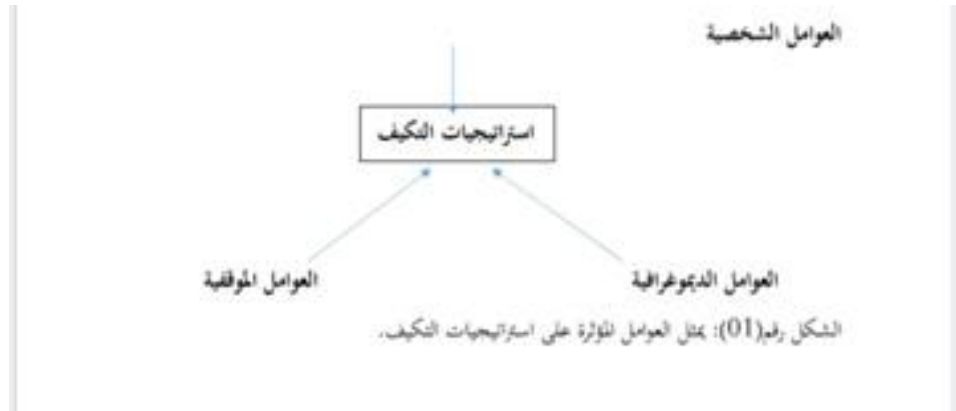 العوامل الشخصية
استراتيجيات التكيف
العوامل الديموغرافية
العوامل الموقفية
الشكل رقم(01): يمثل العوامل المؤثرة على استراتيجيات التكيف.